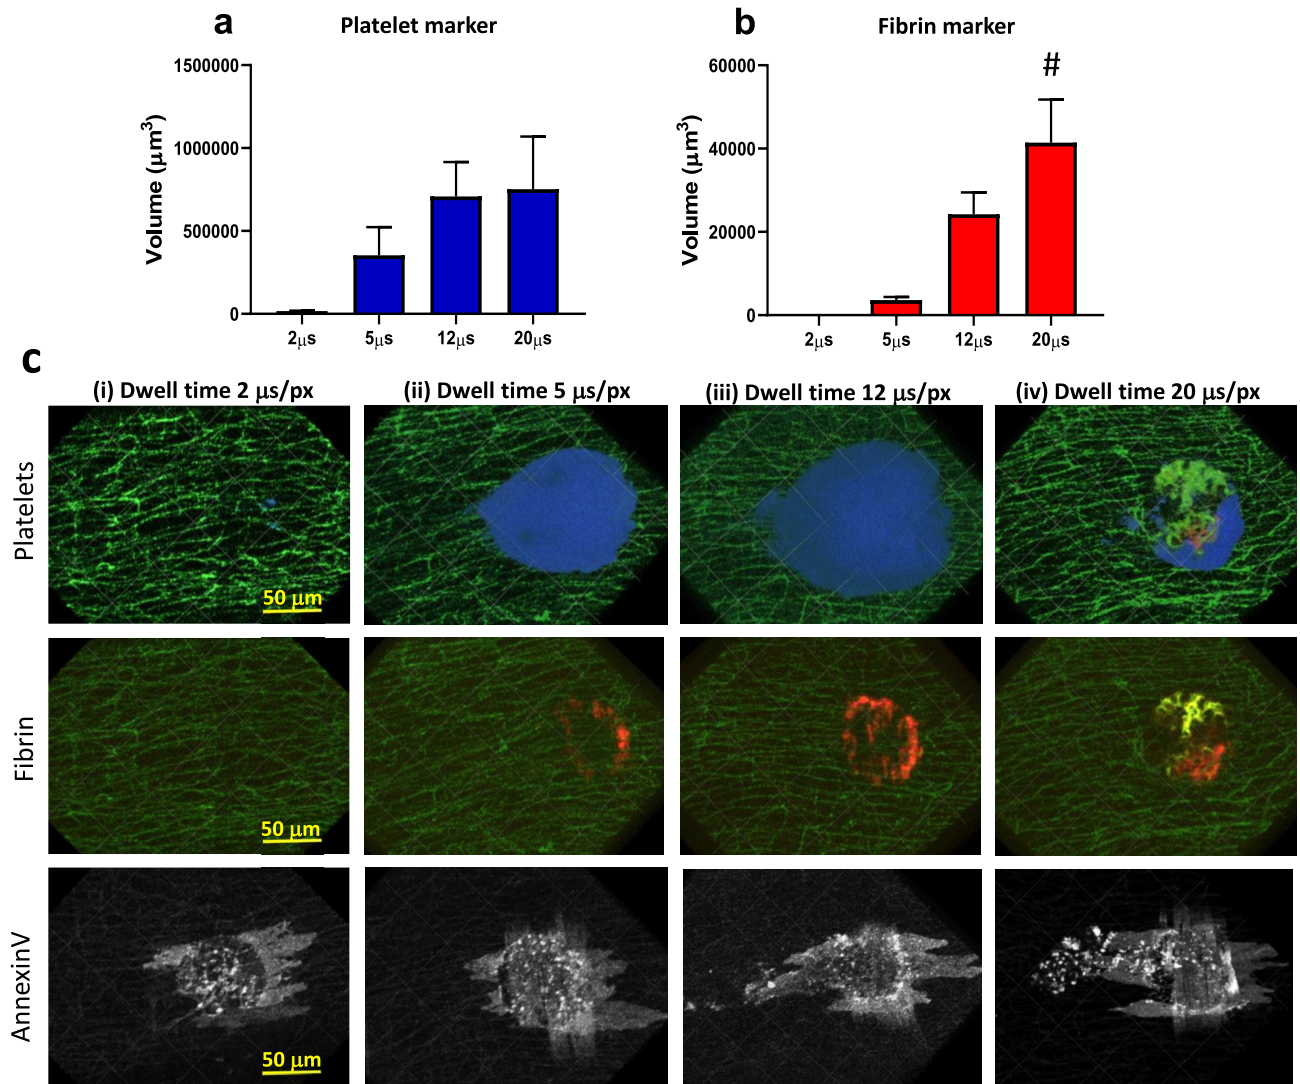 a
Platelet marker
b
Fibrin marker
1500000
1000000
500000
0
Volume (μm³)
2μs
5μs
12μs
20μs
60000
40000
20000
0
Volume (μm³)
#
2μs
5μs
12μs
20μs
c
(i) Dwell time 2 μs/px
(ii) Dwell time 5 μs/px
(iii) Dwell time 12 μs/px
(iv) Dwell time 20 μs/px
Platelets
50 μm
Fibrin
50 μm
AnnexinV
50 μm